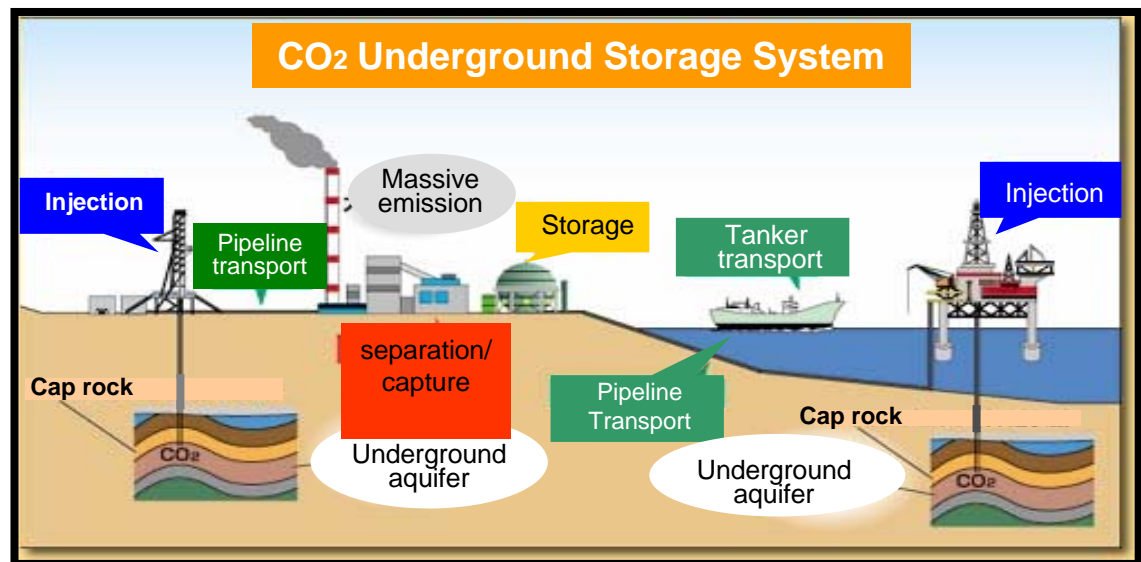 CO2 Underground Storage System
Massive
emission
Injection
Injection
Storage
Pipeline
transport
Tanker
transport
separation/
capture
Pipeline
Transport
Cap rock
Cap rock
CO2
Underground
aquifer
Underground
aquifer
CO2